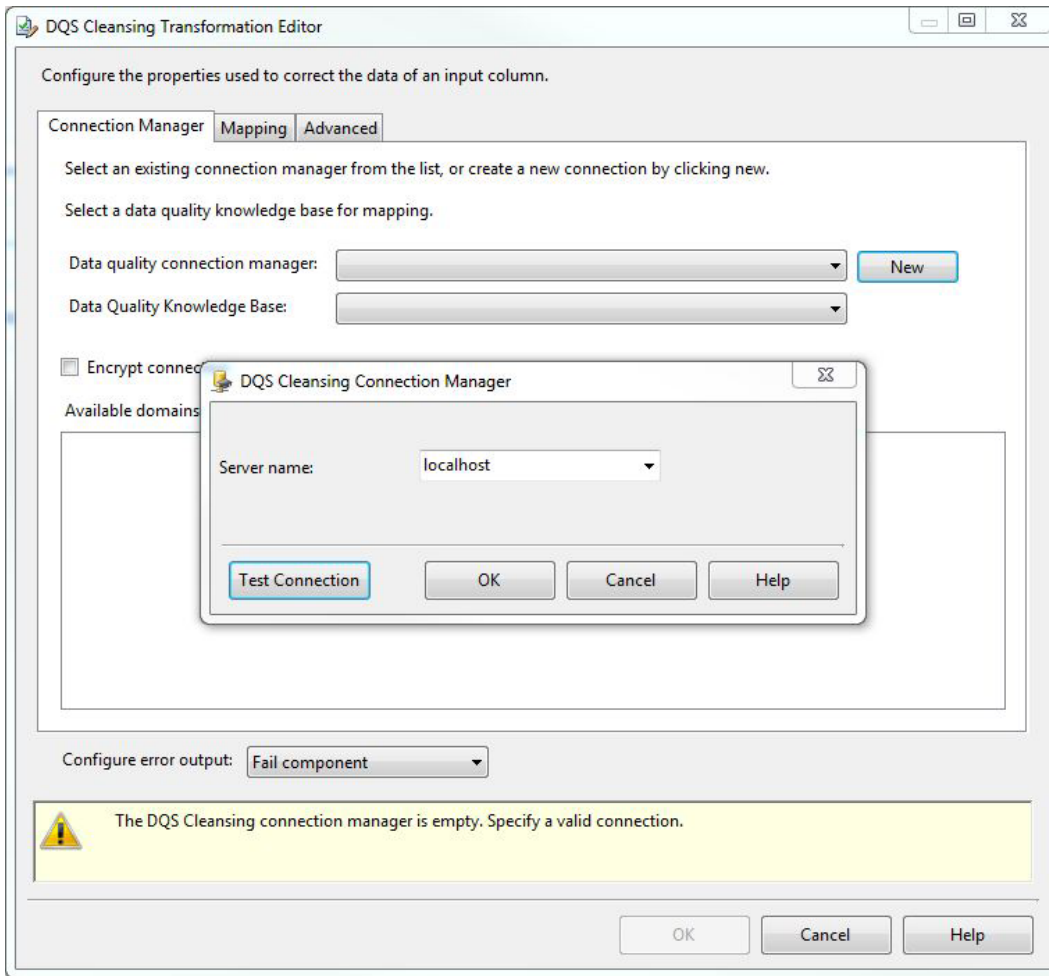 DQS Cleansing Transformation Editor
Configure the properties used to correct the data of an input column.
Connection Manager Mapping Advanced
Select an existing connection manager from the list, or create a new connection by clicking new.
Select a data quality knowledge base for mapping.
Data quality connection manager: New
Data Quality Knowledge Base:
Encrypt connec
DQS Cleansing Connection Manager
Available domains
Server name: localhost
Test Connection OK Cancel Help
Configure error output: Fail component
The DQS Cleansing connection manager is empty. Specify a valid connection.
OK Cancel Help